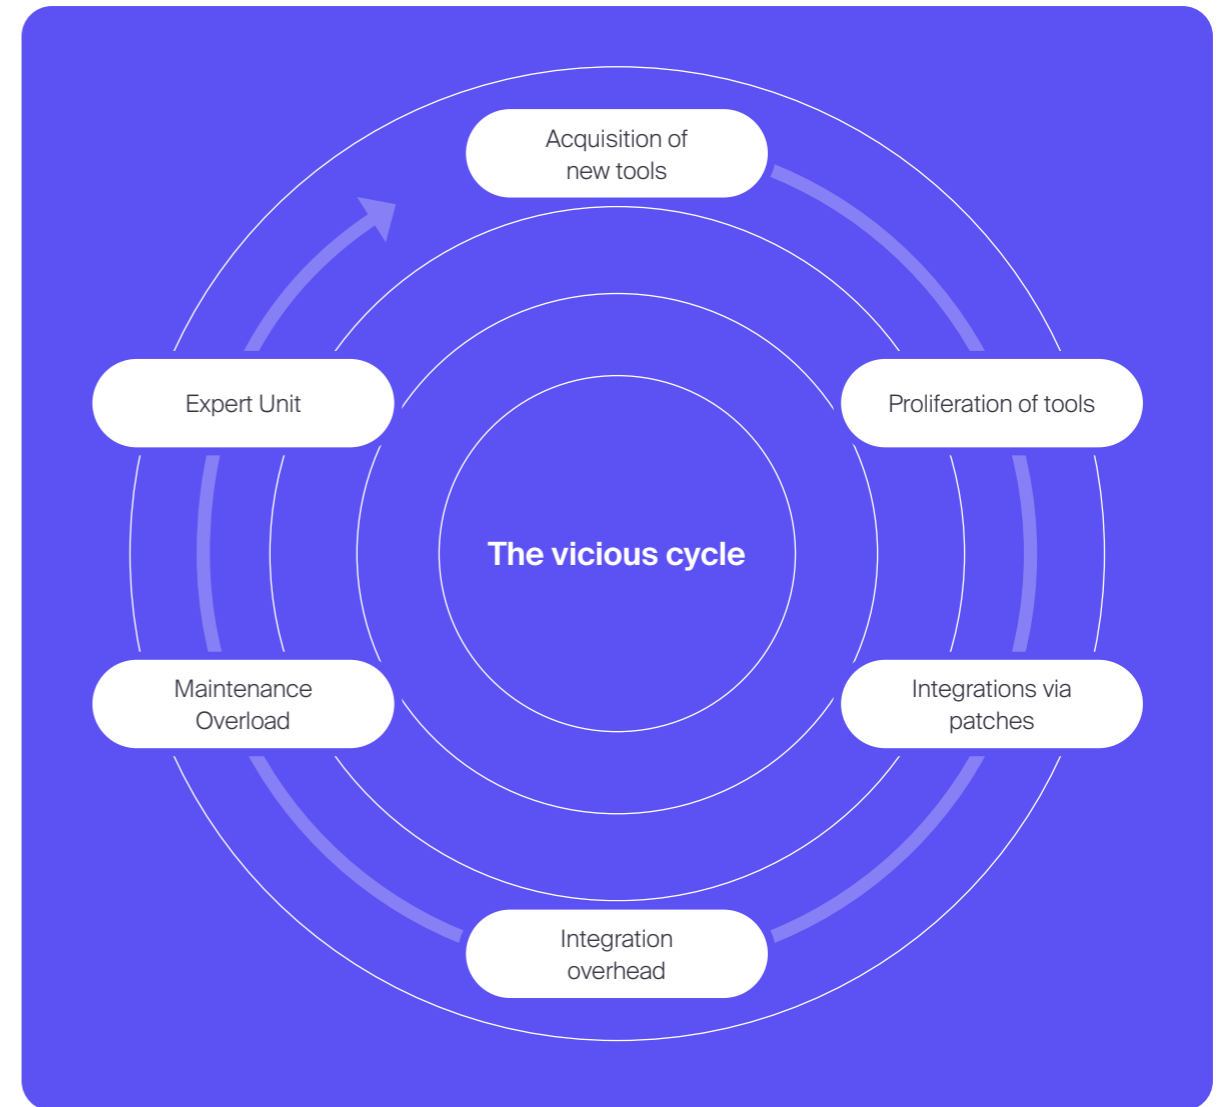 Acquisition of
new tools
Expert Unit
Proliferation of tools
The vicious cycle
Maintenance
Overload
Integrations via
patches
Integration
overhead